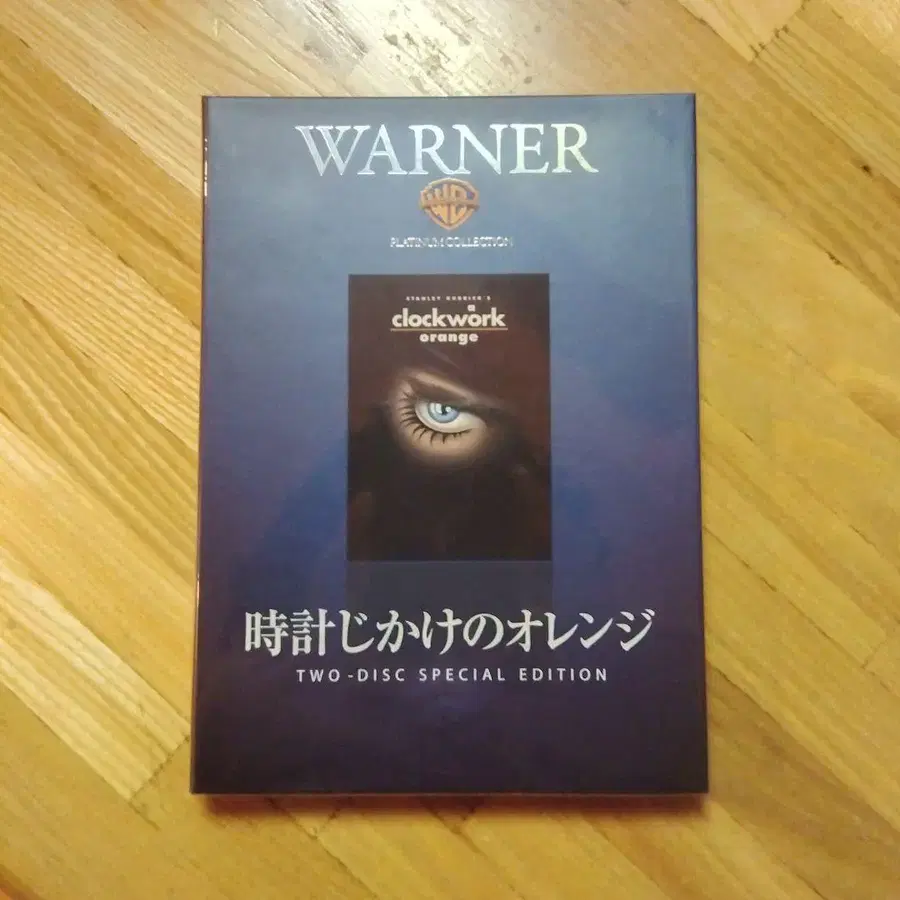 WARNER
WB
PLATINUM COLLECTION
STANLEY KUBRICK'S
a
clockwork
orange
時計じかけのオレンジ
TWO-DISC SPECIAL EDITION